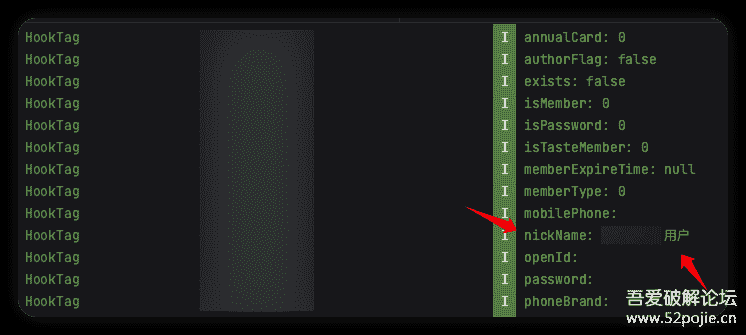 HookTag I annualCard: 0
HookTag I authorFlag: false
HookTag I exists: false
HookTag I isMember: 0
HookTag I isPassword: 0
HookTag I isTasteMember: 0
HookTag I memberExpireTime: null
HookTag I memberType: 0
HookTag I mobilePhone:
HookTag I nickName: 用户
HookTag I openId:
HookTag I password:
HookTag I phoneBrand:
吾爱破解论坛
www.52pojie.cn